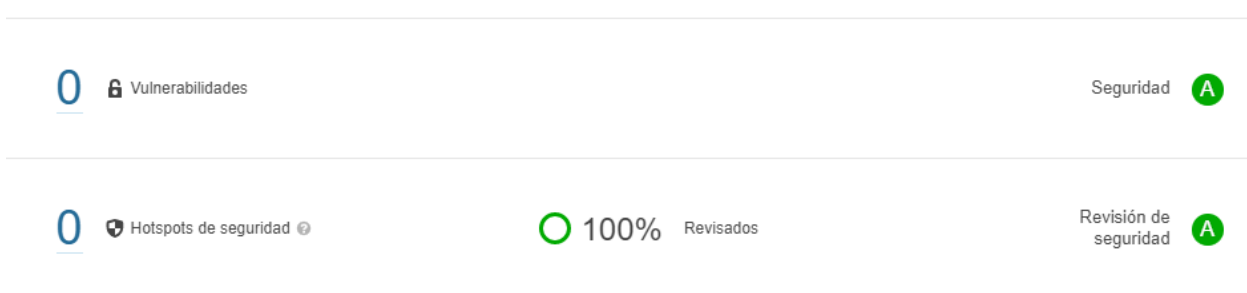 0 Vulnerabilidades Seguridad A
0 Hotspots de seguridad ? 100% Revisados Revisión de seguridad A